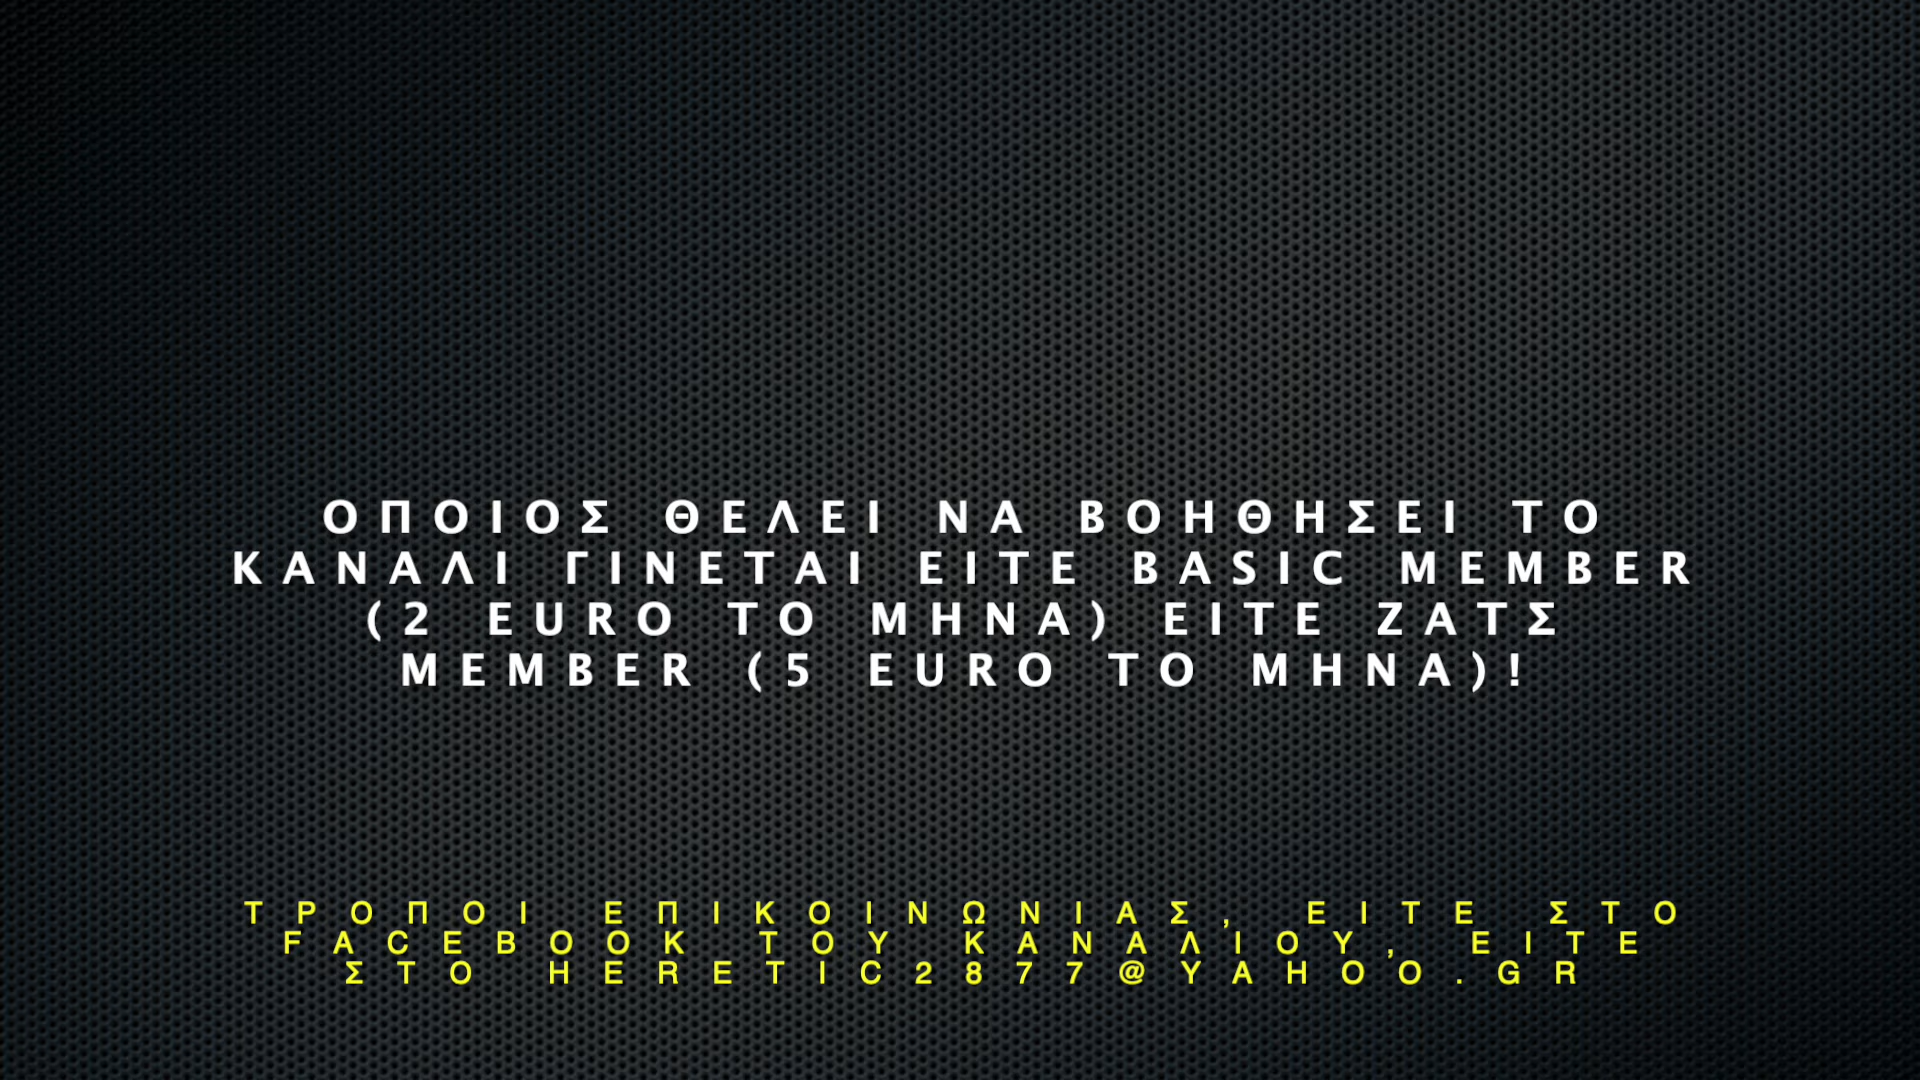 ΟΠΟΙΟΣ ΘΕΛΕΙ ΝΑ ΒΟΗΘΗΣΕΙ ΤΟ
ΚΑΝΑΛΙ ΓΙΝΕΤΑΙ ΕΙΤΕ BASIC MEMBER
(2 EURO ΤΟ ΜΗΝΑ) ΕΙΤΕ ΖΑΤΣ
MEMBER (5 EURO ΤΟ ΜΗΝΑ)!
ΤΡΟΠΟΙ ΕΠΙΚΟΙΝΩΝΙΑΣ, ΕΙΤΕ ΣΤΟ
FACEBOOK ΤΟΥ ΚΑΝΑΛΙΟΥ, ΕΙΤΕ
ΣΤΟ HERETIC2877@YAHOO.GR